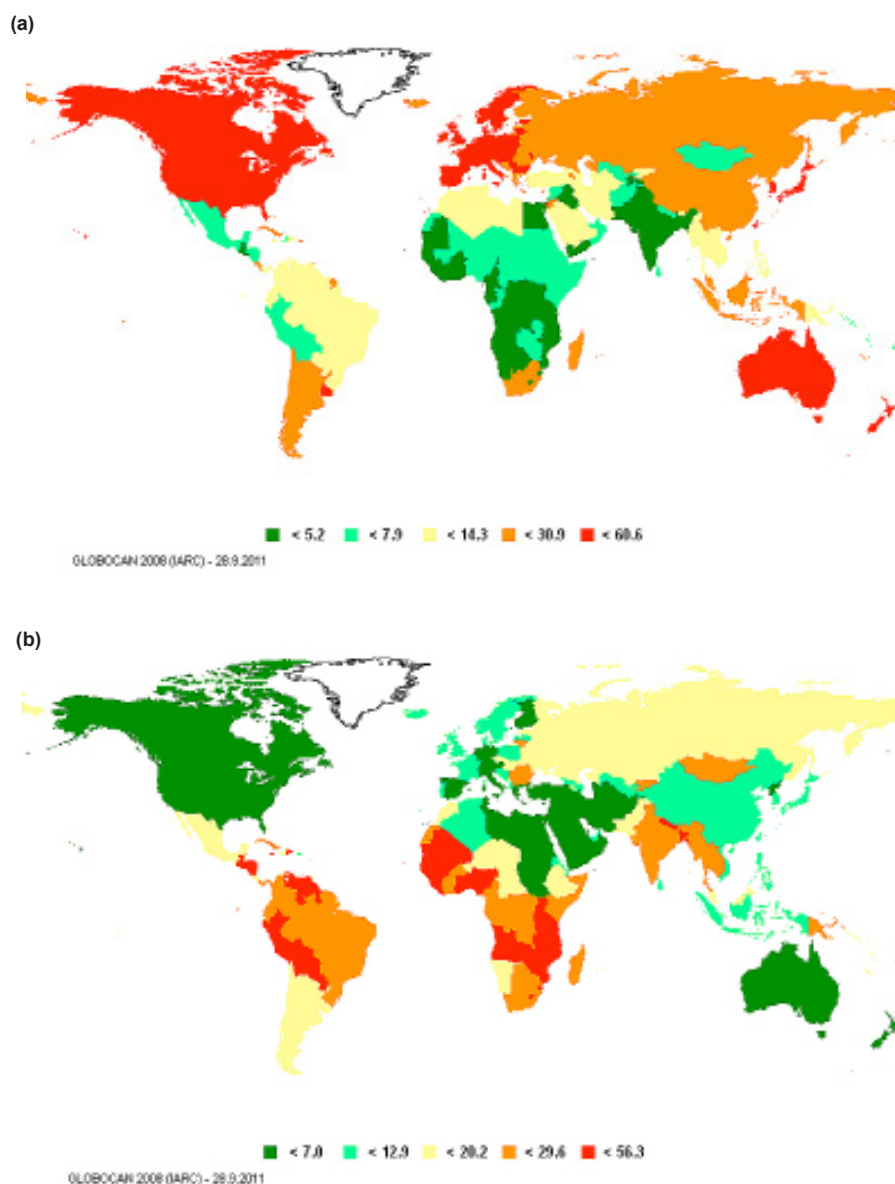 (a)
< 5.2 < 7.9 < 14.3 < 30.9 < 60.6
GLOBOCAN 2008 (IARC) - 28.9.2011
(b)
< 7.0 < 12.9 < 20.2 < 29.6 < 56.3
GLOBOCAN 2008 (IARC) - 28.9.2011